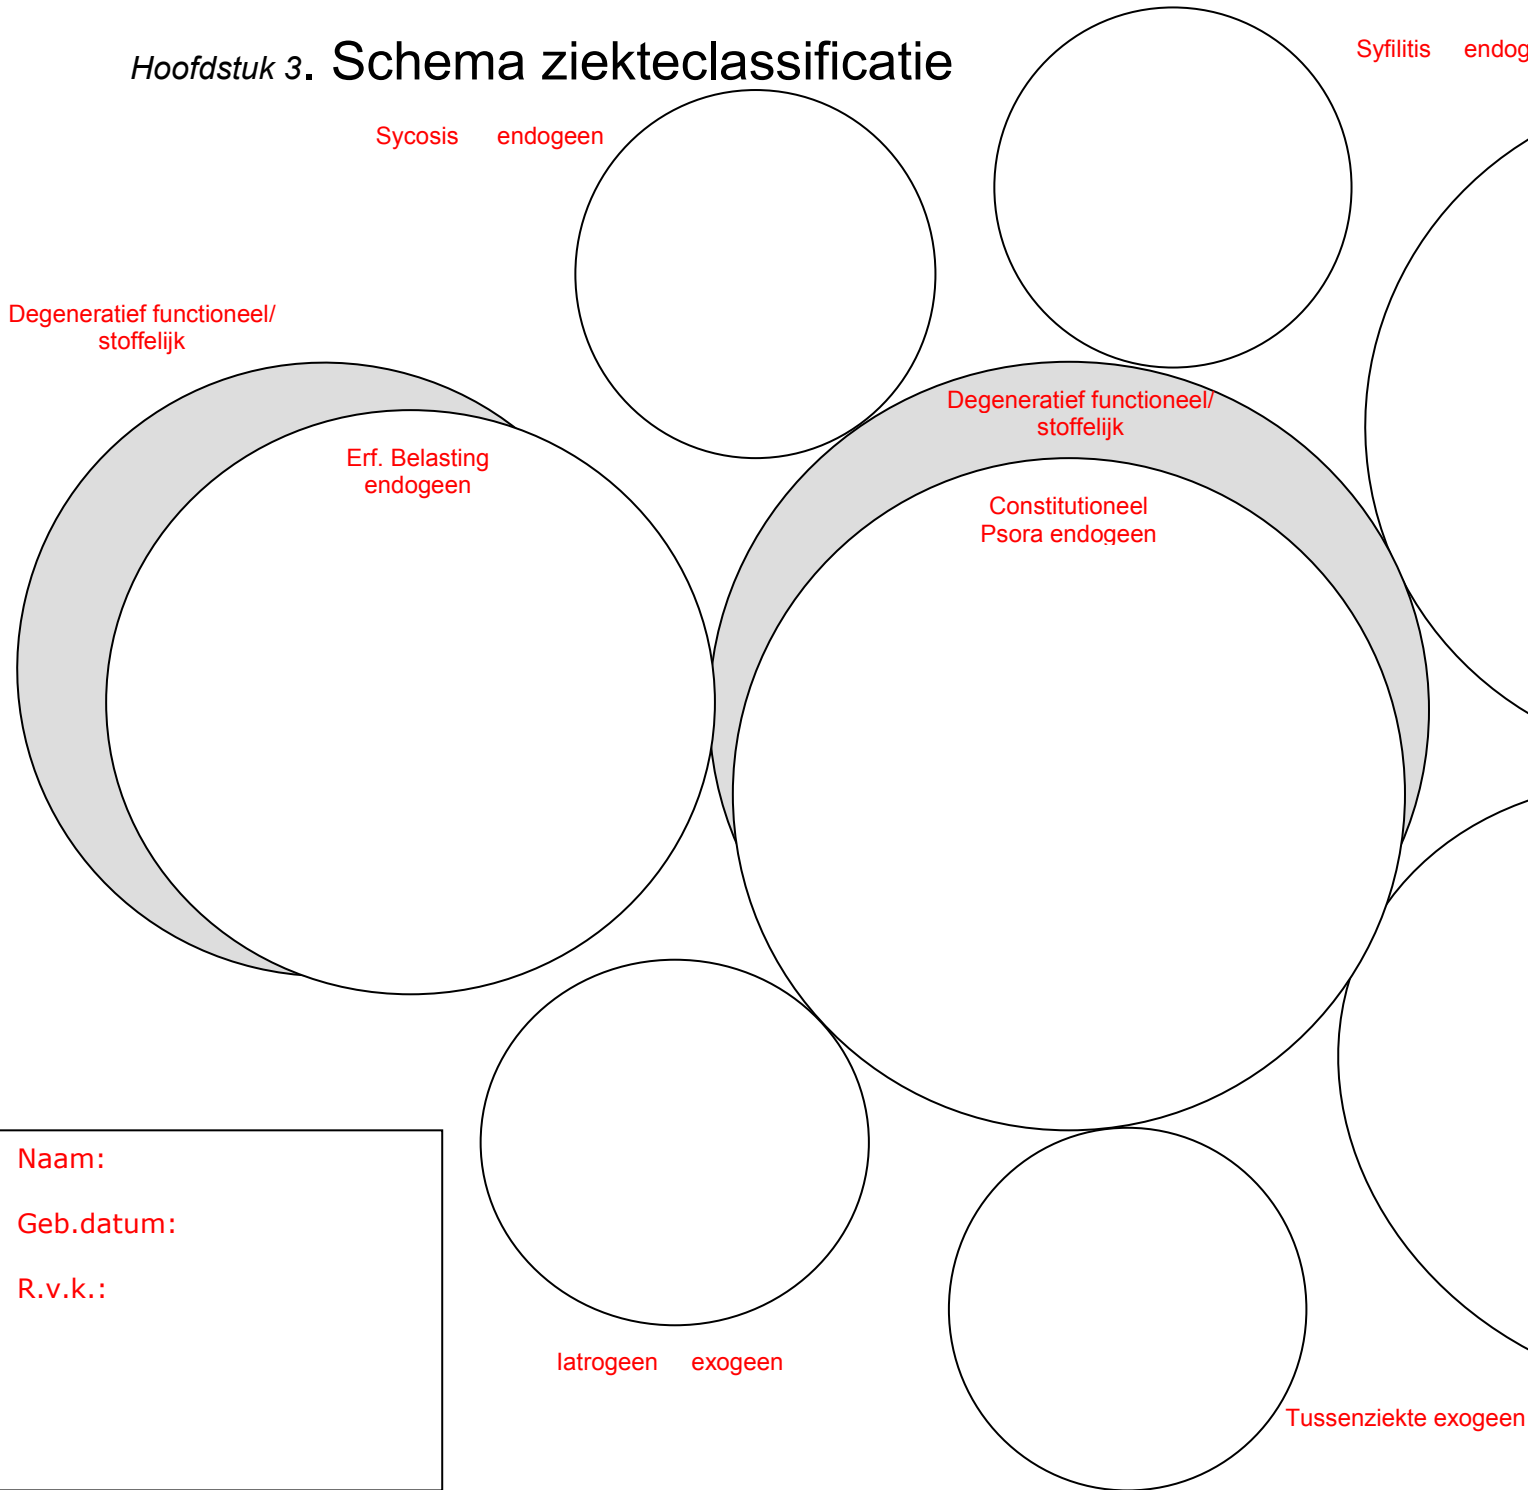 Hoofdstuk 3. Schema ziekteclassificatie
Syfilitis endog
Sycosis endogeen
Degeneratief functioneel/
stoffelijk
Degeneratief functioneel/
stoffelijk
Erf. Belasting
endogeen
Constitutioneel
Psora endogeen
Naam:
Geb.datum:
R.v.k.:
Iatrogeen exogeen
Tussenziekte exogeen